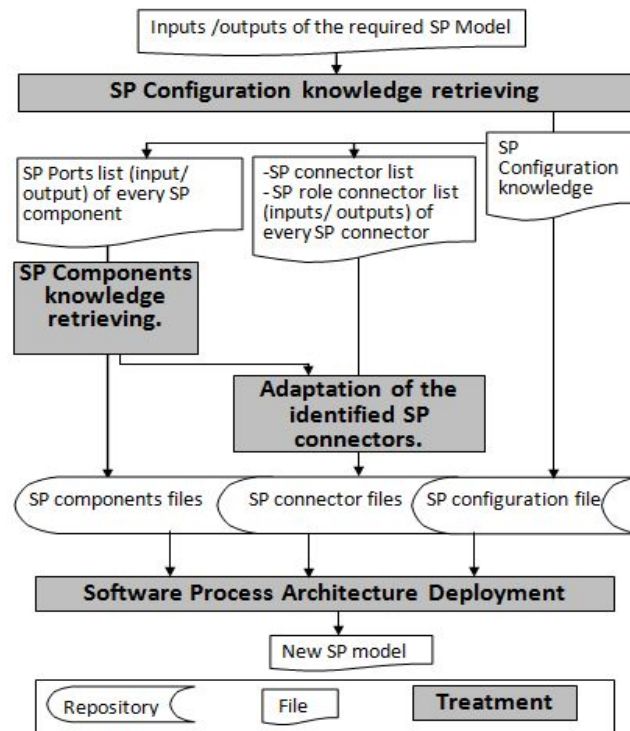 Inputs /outputs of the required SP Model
SP Configuration knowledge retrieving
SP Ports list (input/
output) of every SP
component
-SP connector list
- SP role connector list
(inputs/ outputs) of
every SP connector
SP
Configuration
knowledge
SP Components
knowledge
retrieving.
Adaptation of the
identified SP
connectors.
SP components files
SP connector files
SP configuration file
Software Process Architecture Deployment
New SP model
Repository
File
Treatment